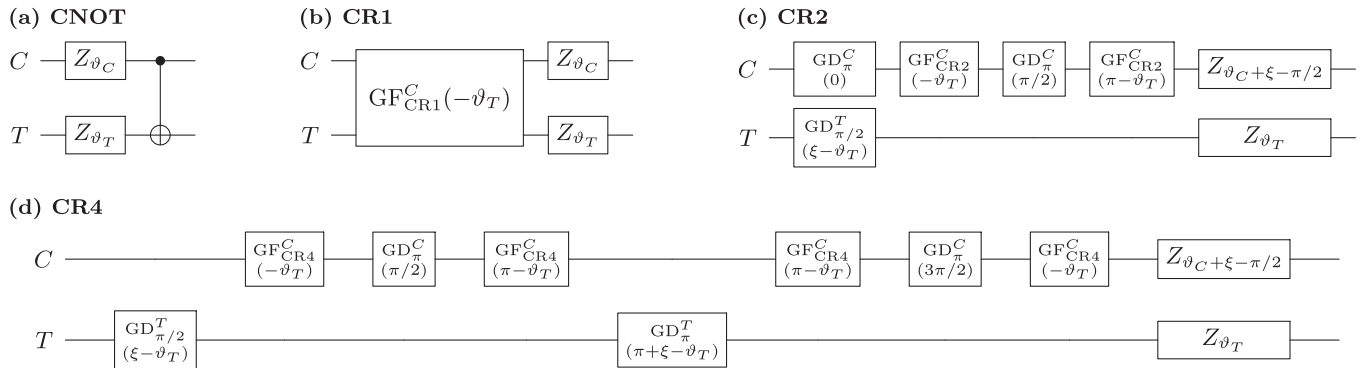 (a) CNOT
C Z_{ϑ_C}
T Z_{ϑ_T}
(b) CR1
C Z_{ϑ_C}
GF^C_{CR1}(−ϑ_T)
T Z_{ϑ_T}
(c) CR2
C GD^C_π (0) GF^C_{CR2} (−ϑ_T) GD^C_π (π/2) GF^C_{CR2} (π−ϑ_T) Z_{ϑ_C+ξ−π/2}
T GD^T_{π/2} (ξ−ϑ_T) Z_{ϑ_T}
(d) CR4
C GF^C_{CR4} (−ϑ_T) GD^C_π (π/2) GF^C_{CR4} (π−ϑ_T) GF^C_{CR4} (π−ϑ_T) GD^C_π (3π/2) GF^C_{CR4} (−ϑ_T) Z_{ϑ_C+ξ−π/2}
T GD^T_{π/2} (ξ−ϑ_T) GD^T_π (π+ξ−ϑ_T) Z_{ϑ_T}